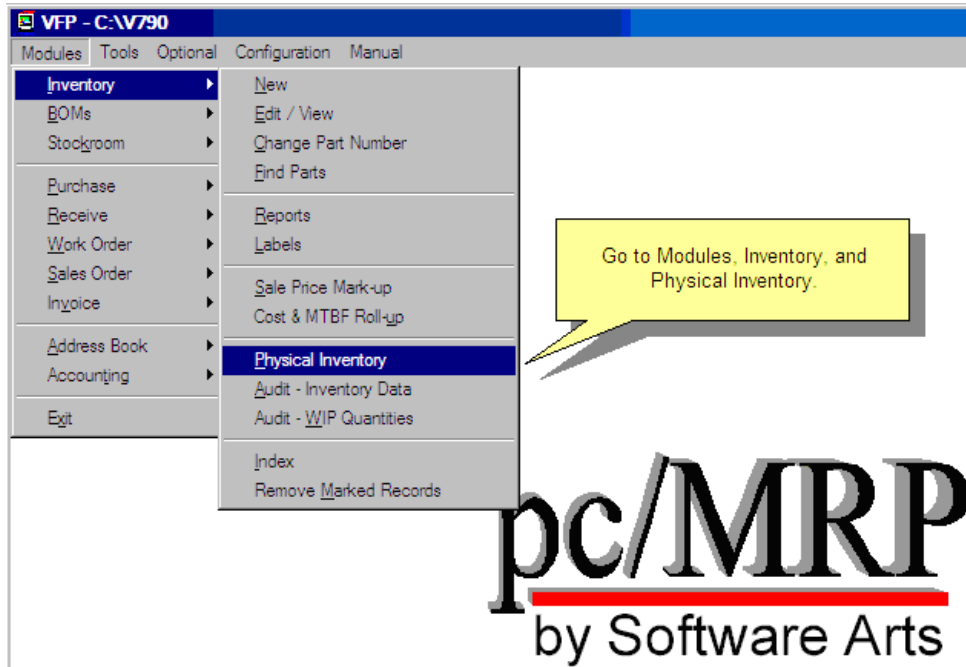 VFP - C:\V790
Modules Tools Optional Configuration Manual
Inventory
BOMs
Stockroom
Purchase
Receive
Work Order
Sales Order
Invoice
Address Book
Accounting
Exit
New
Edit / View
Change Part Number
Find Parts
Reports
Labels
Sale Price Mark-up
Cost & MTBF Roll-up
Physical Inventory
Audit - Inventory Data
Audit - WIP Quantities
Index
Remove Marked Records
Go to Modules, Inventory, and
Physical Inventory.
pc/MRP
by Software Arts